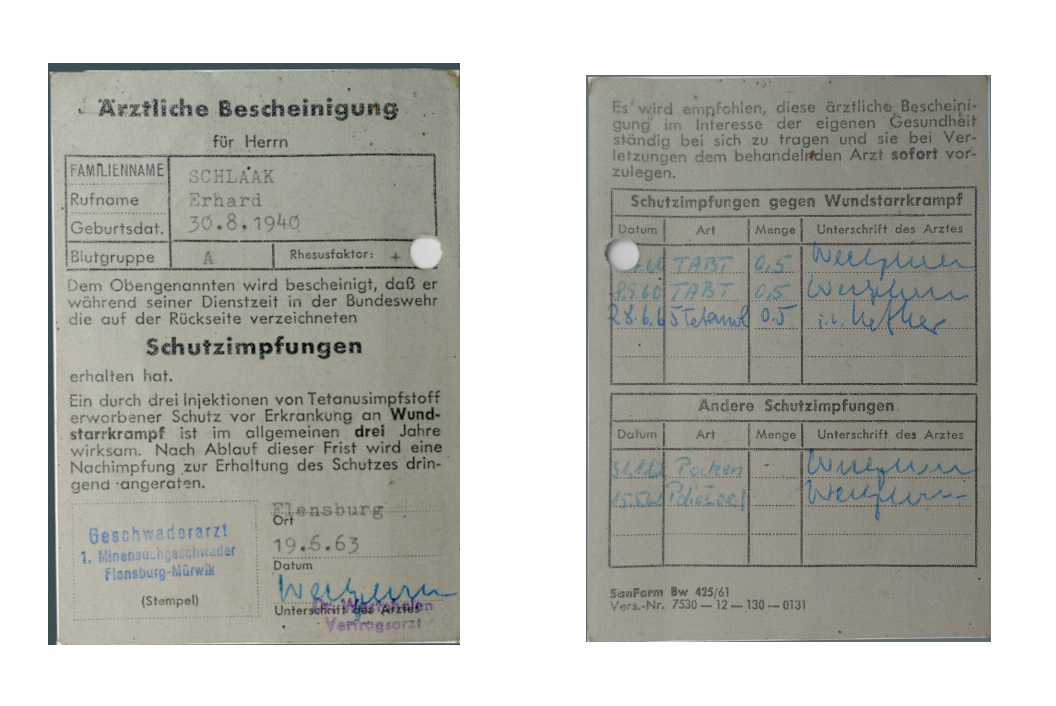 Ärztliche Bescheinigung
für Herrn
FAMILIENNAME SCHLAAK
Rufname Erhard
Geburtsdat. 30.8.1940
Blutgruppe A Rhesusfaktor: +
Dem Obengenannten wird bescheinigt, daß er
während seiner Dienstzeit in der Bundeswehr
die auf der Rückseite verzeichneten
Schutzimpfungen
erhalten hat.
Ein durch drei Injektionen von Tetanusimpfstoff
erworbener Schutz vor Erkrankung an Wund-
starrkrampf ist im allgemeinen drei Jahre
wirksam. Nach Ablauf dieser Frist wird eine
Nachimpfung zur Erhaltung des Schutzes drin-
gend angeraten.
Geschwaderarzt
1. Minensuchgeschwader
Flensburg-Mürwik
(Stempel)
Flensburg
Ort
19.6.63
Datum
Unterschrift des Arztes
Vertragsarzt
Es wird empfohlen, diese ärztliche Bescheini-
gung im Interesse der eigenen Gesundheit
ständig bei sich zu tragen und sie bei Ver-
letzungen dem behandelnden Arzt sofort vor-
zulegen.
Schutzimpfungen gegen Wundstarrkrampf
Datum Art Menge Unterschrift des Arztes
TABT 0,5
TABT 0,5
28.6.65 0.5
Andere Schutzimpfungen
Datum Art Menge Unterschrift des Arztes
Pocken
SanForm Bw 425/61
Vers.-Nr. 7530 — 12 — 130 — 0131